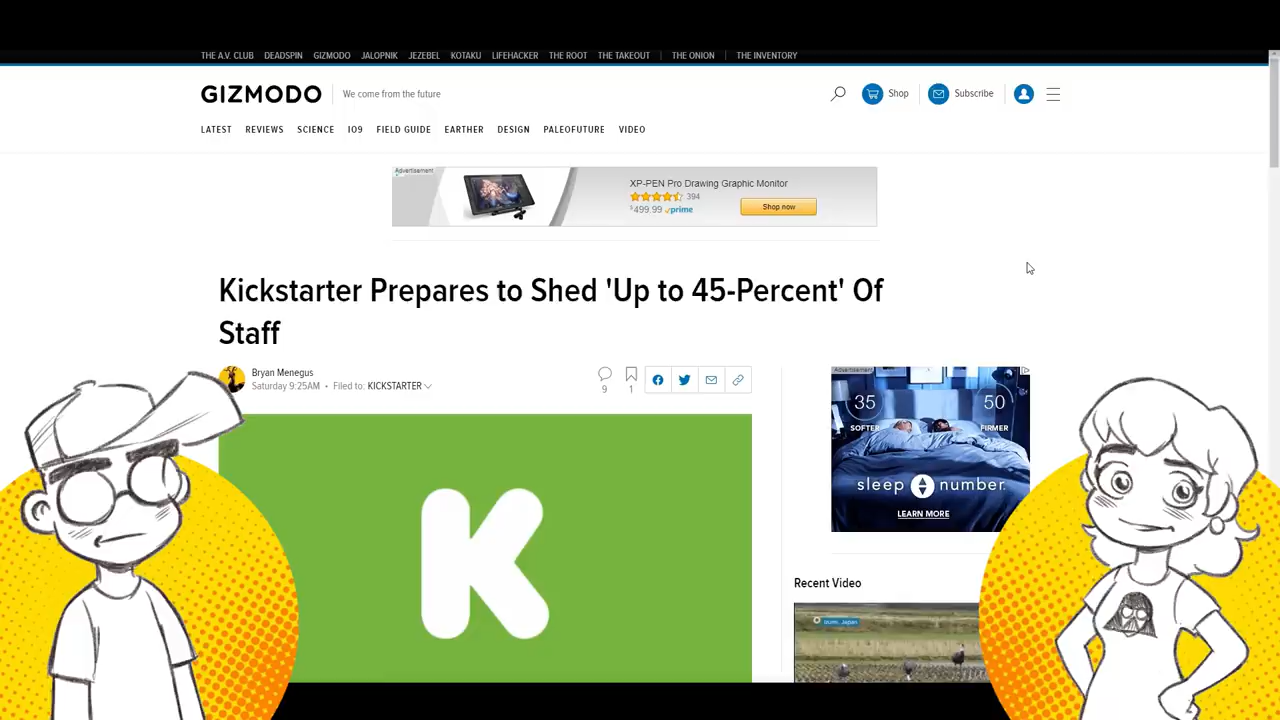 THE A.V. CLUB DEADSPIN GIZMODO JALOPNIK JEZEBEL KOTAKU LIFEHACKER THE ROOT THE TAKEOUT THE ONION THE INVENTORY
GIZMODO We come from the future Shop Subscribe
LATEST REVIEWS SCIENCE IO9 FIELD GUIDE EARTHER DESIGN PALEOFUTURE VIDEO
Advertisement
XP-PEN Pro Drawing Graphic Monitor
394
$499.99 prime Shop now
Kickstarter Prepares to Shed 'Up to 45-Percent' Of
Staff
Bryan Menegus
Saturday 9:25AM • Filed to: KICKSTARTER
9 1
K
Advertisement
35 50
SOFTER FIRMER
sleep number.
LEARN MORE
Recent Video
Izumi, Japan